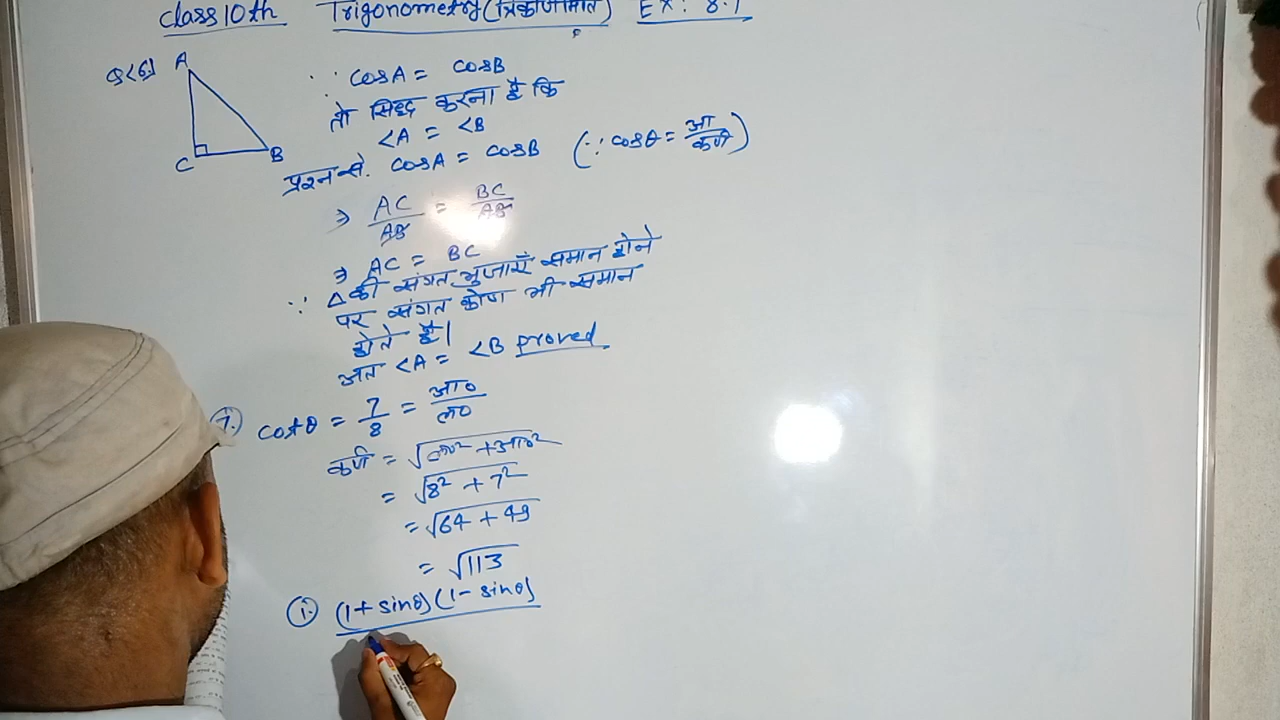 Class 10th Trigonometry (त्रिकोणमिति) Ex: 8.1
Q<6>
A
C
B
∵ cosA = cosB
तो सिद्ध करना है कि
<A = <B
प्रश्न से. cosA = cosB (∵ cosθ = आ/कर्ण)
⇒ AC/AB = BC/AB
⇒ AC = BC
∵ △की संगत भुजाएँ समान होने
पर संगत कोण भी समान
होते हैं।
अत <A = <B proved
7. cotθ = 7/8 = आ०/ल०
कर्ण = √ल०² + आ०²
= √8² + 7²
= √64 + 49
= √113
i. (1+ sinθ) (1- sinθ)